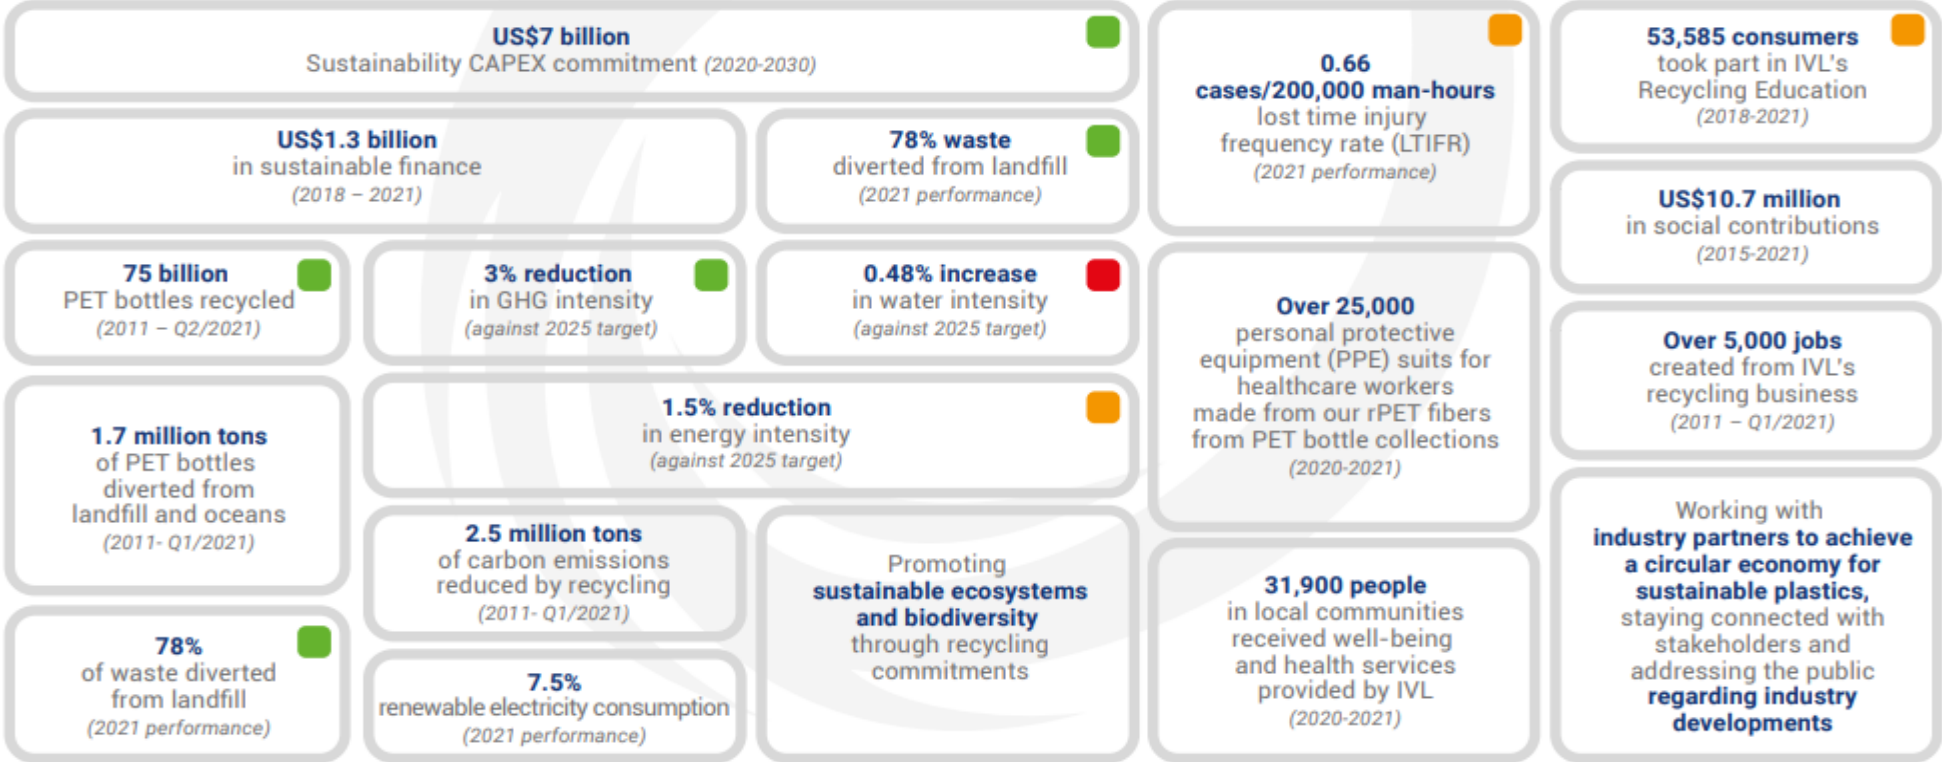 US$7 billion
Sustainability CAPEX commitment (2020-2030)
US$1.3 billion
in sustainable finance
(2018 – 2021)
78% waste
diverted from landfill
(2021 performance)
75 billion
PET bottles recycled
(2011 – Q2/2021)
3% reduction
in GHG intensity
(against 2025 target)
0.48% increase
in water intensity
(against 2025 target)
1.7 million tons
of PET bottles
diverted from
landfill and oceans
(2011- Q1/2021)
1.5% reduction
in energy intensity
(against 2025 target)
2.5 million tons
of carbon emissions
reduced by recycling
(2011- Q1/2021)
Promoting
sustainable ecosystems
and biodiversity
through recycling
commitments
78%
of waste diverted
from landfill
(2021 performance)
7.5%
renewable electricity consumption
(2021 performance)
0.66
cases/200,000 man-hours
lost time injury
frequency rate (LTIFR)
(2021 performance)
Over 25,000
personal protective
equipment (PPE) suits for
healthcare workers
made from our rPET fibers
from PET bottle collections
(2020-2021)
31,900 people
in local communities
received well-being
and health services
provided by IVL
(2020-2021)
53,585 consumers
took part in IVL's
Recycling Education
(2018-2021)
US$10.7 million
in social contributions
(2015-2021)
Over 5,000 jobs
created from IVL's
recycling business
(2011 – Q1/2021)
Working with
industry partners to achieve
a circular economy for
sustainable plastics,
staying connected with
stakeholders and
addressing the public
regarding industry
developments